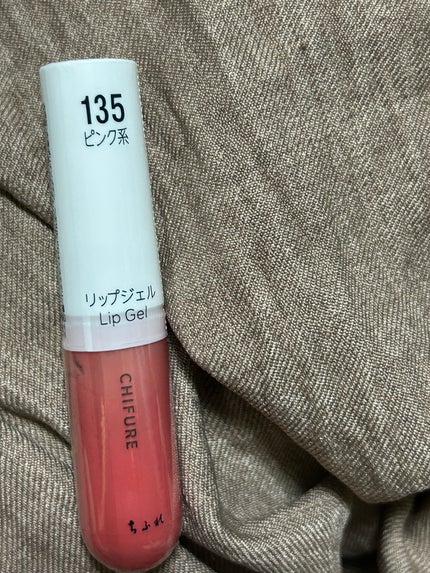 135
ピンク系
リップジェル
Lip Gel
CHIFURE
ちふれ